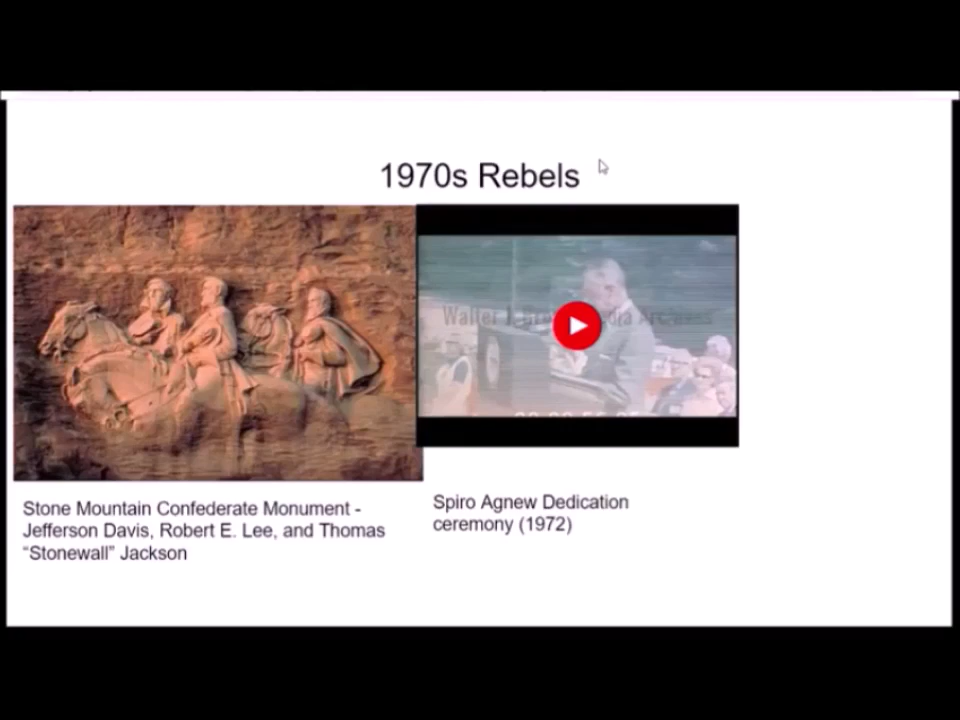 1970s Rebels
Stone Mountain Confederate Monument -
Jefferson Davis, Robert E. Lee, and Thomas
“Stonewall” Jackson
Spiro Agnew Dedication
ceremony (1972)